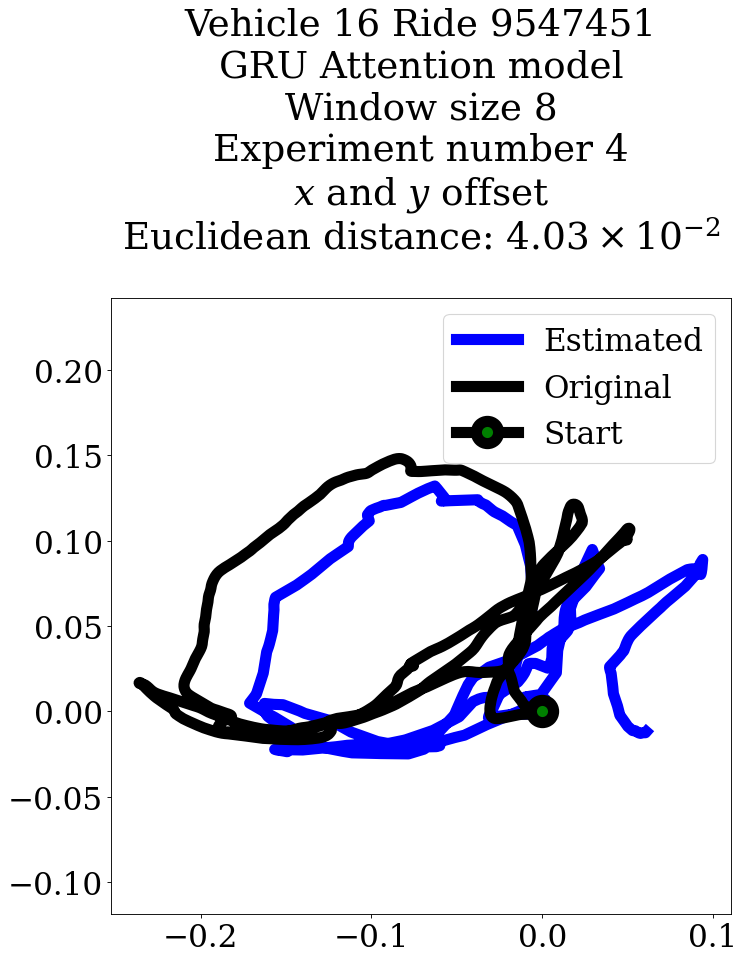 Vehicle 16 Ride 9547451
GRU Attention model
Window size 8
Experiment number 4
x and y offset
Euclidean distance: 4.03 × 10⁻²
Estimated
Original
Start
0.20
0.15
0.10
0.05
0.00
−0.05
−0.10
−0.2
−0.1
0.0
0.1